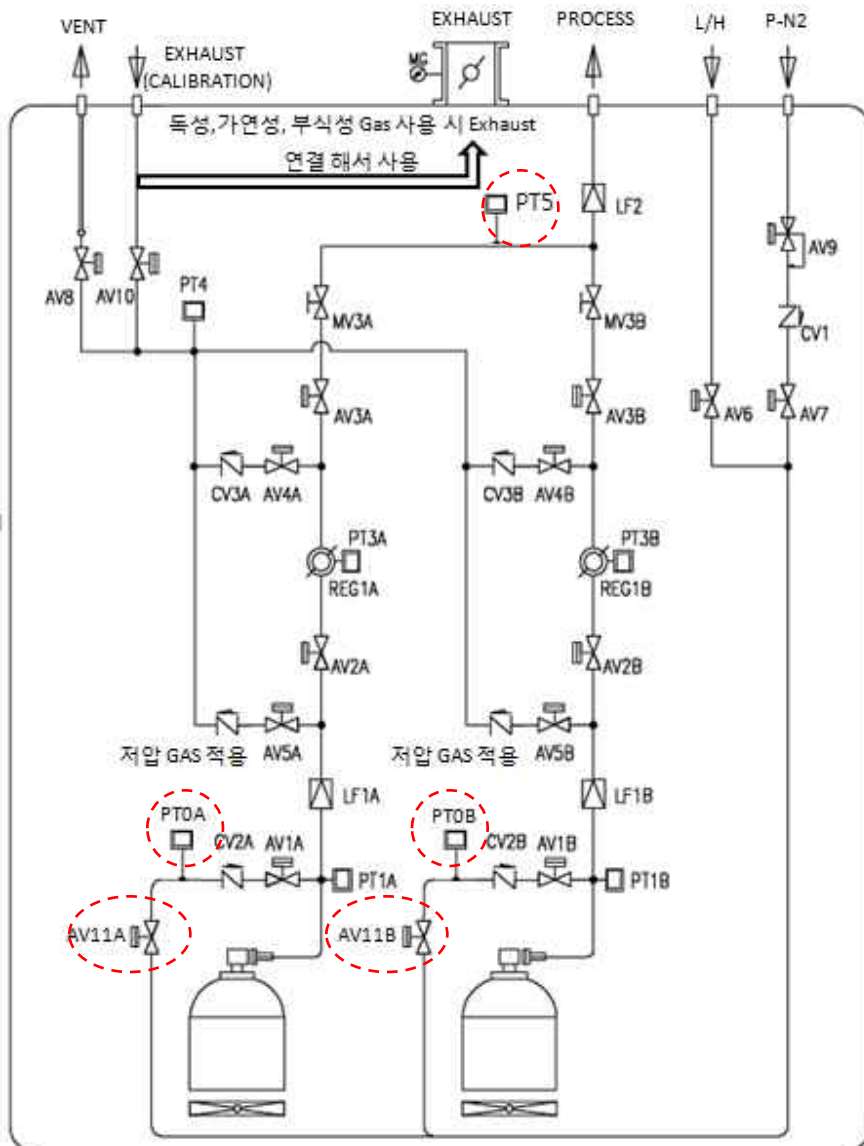 VENT
EXHAUST
(CALIBRATION)
EXHAUST
PROCESS
L/H
P-N2
MG
독성,가연성, 부식성 Gas 사용 시 Exhaust
연결 해서 사용
PT5
LF2
AV8
AV10
PT4
MV3A
MV3B
AV9
CV1
AV3A
AV3B
AV6
AV7
CV3A
AV4A
CV3B
AV4B
PT3A
REG1A
PT3B
REG1B
AV2A
AV2B
AV5A
AV5B
저압 GAS 적용
저압 GAS 적용
LF1A
LF1B
PT0A
CV2A
AV1A
PT0B
CV2B
AV1B
PT1A
PT1B
AV11A
AV11B